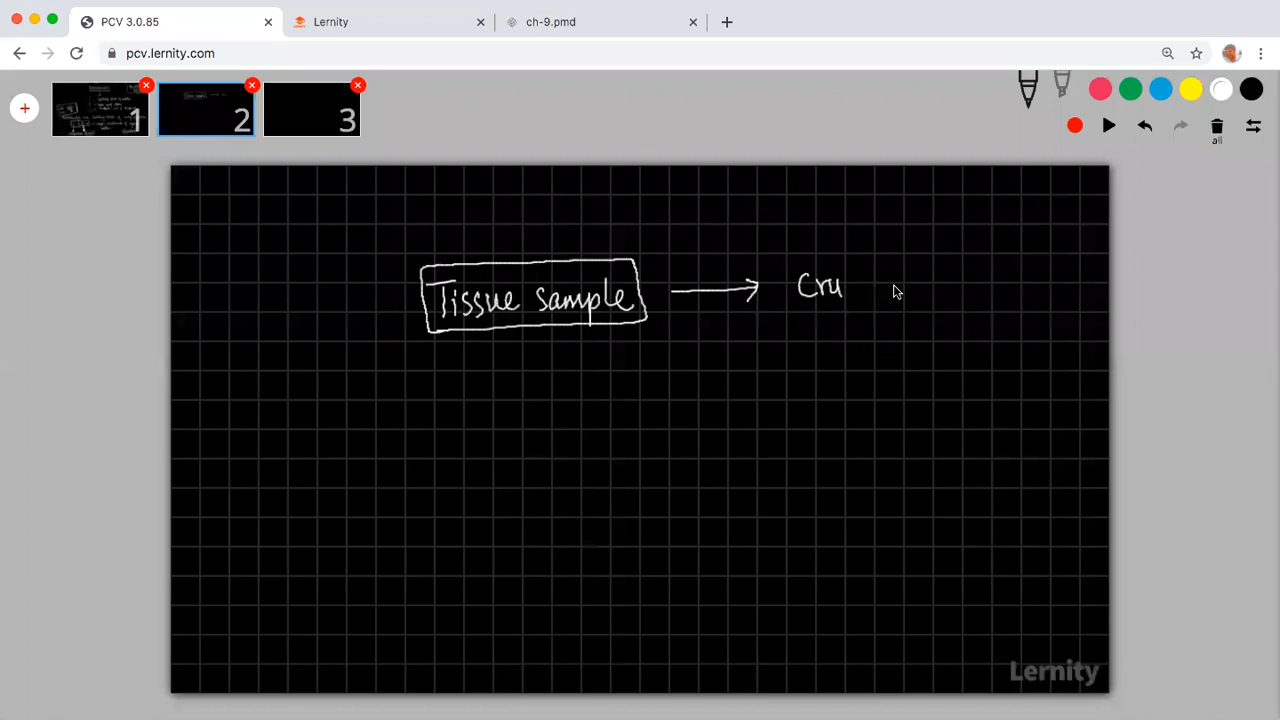 PCV 3.0.85
Lernity
ch-9.pmd
pcv.lernity.com
1
2
3
all
Tissue sample → Cru
Lernity